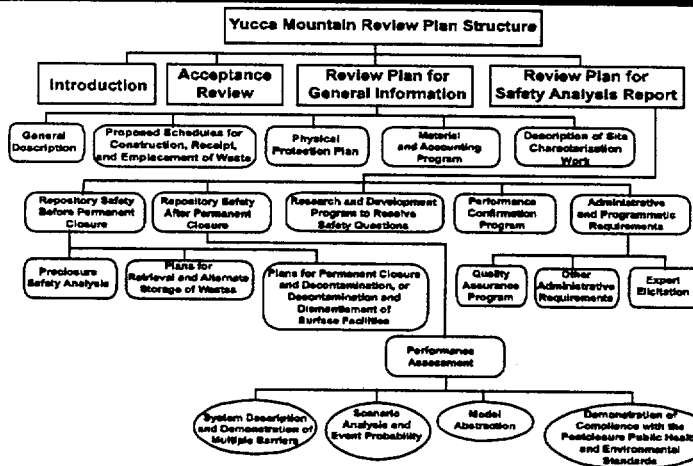 Yucca Mountain Review Plan Structure
Introduction
Acceptance
Review
Review Plan for
General Information
Review Plan for
Safety Analysis Report
General
Description
Proposed Schedules for
Construction, Receipt,
and Emplacement of Waste
Physical
Protection Plan
Material
and Accounting
Program
Description of Site
Characterization
Work
Repository Safety
Before Permanent
Closure
Repository Safety
After Permanent
Closure
Research and Development
Program to Resolve
Safety Questions
Performance
Confirmation
Program
Administrative
and Programmatic
Requirements
Preclosure
Safety Analysis
Plans for
Retrieval and Alternate
Storage of Wastes
Plans for Permanent Closure
and Decontamination, or
Decontamination and
Dismantlement of
Surface Facilities
Quality
Assurance
Program
Other
Administrative
Requirements
Expert
Elicitation
Performance
Assessment
System Description
and Demonstration of
Multiple Barriers
Scenario
Analysis and
Event Probability
Model
Abstraction
Demonstration of
Compliance with the
Postclosure Public Health
and Environmental
Standards